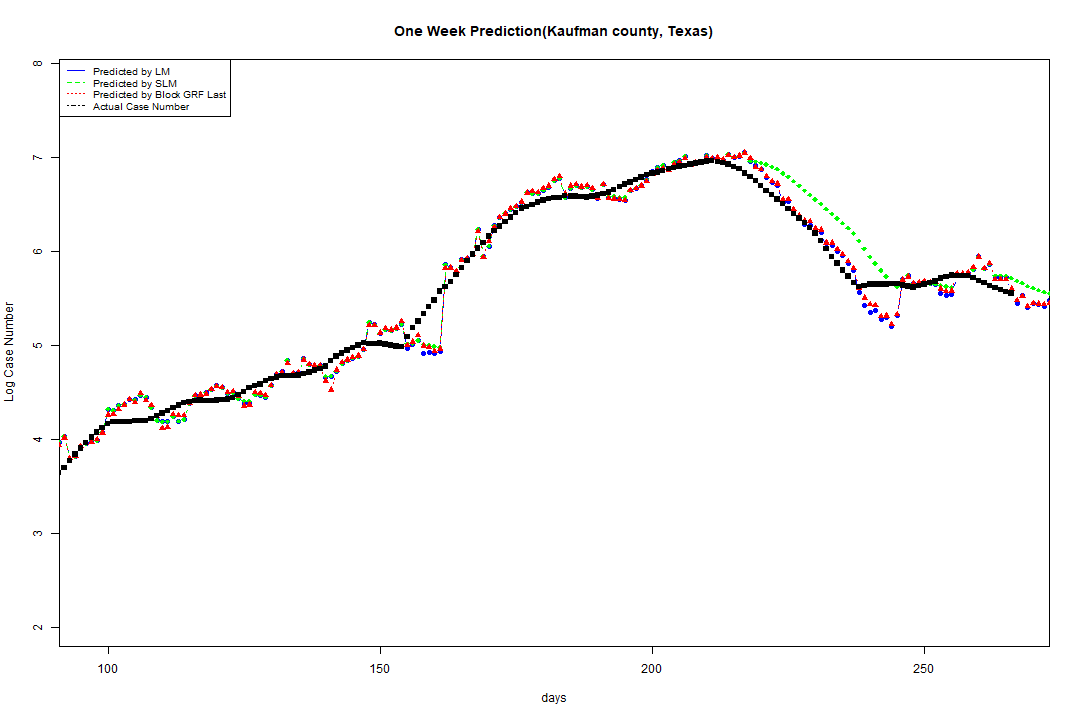 One Week Prediction(Kaufman county, Texas)
Predicted by LM
Predicted by SLM
Predicted by Block GRF Last
Actual Case Number
8
7
6
5
4
3
2
Log Case Number
100 150 200 250
days